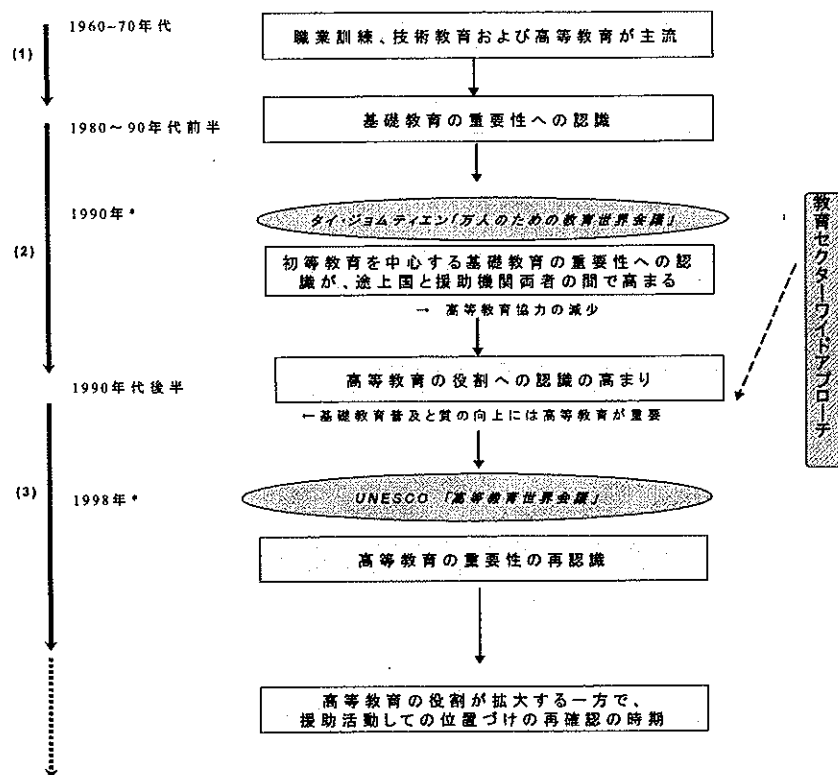 1960~70年代
職業訓練、技術教育および高等教育が主流
(1)
1980～90年代前半
基礎教育の重要性への認識
1990年*
タイ・ジョムティエン「万人のための教育世界会議」
(2)
初等教育を中心する基礎教育の重要性への認
識が、途上国と援助機関両者の間で高まる
→ 高等教育協力の減少
1990年代後半
高等教育の役割への認識の高まり
←基礎教育普及と質の向上には高等教育が重要
教育セクターワイドアプローチ
(3)
1998年*
UNESCO 「高等教育世界会議」
高等教育の重要性の再認識
高等教育の役割が拡大する一方で、
援助活動しての位置づけの再確認の時期